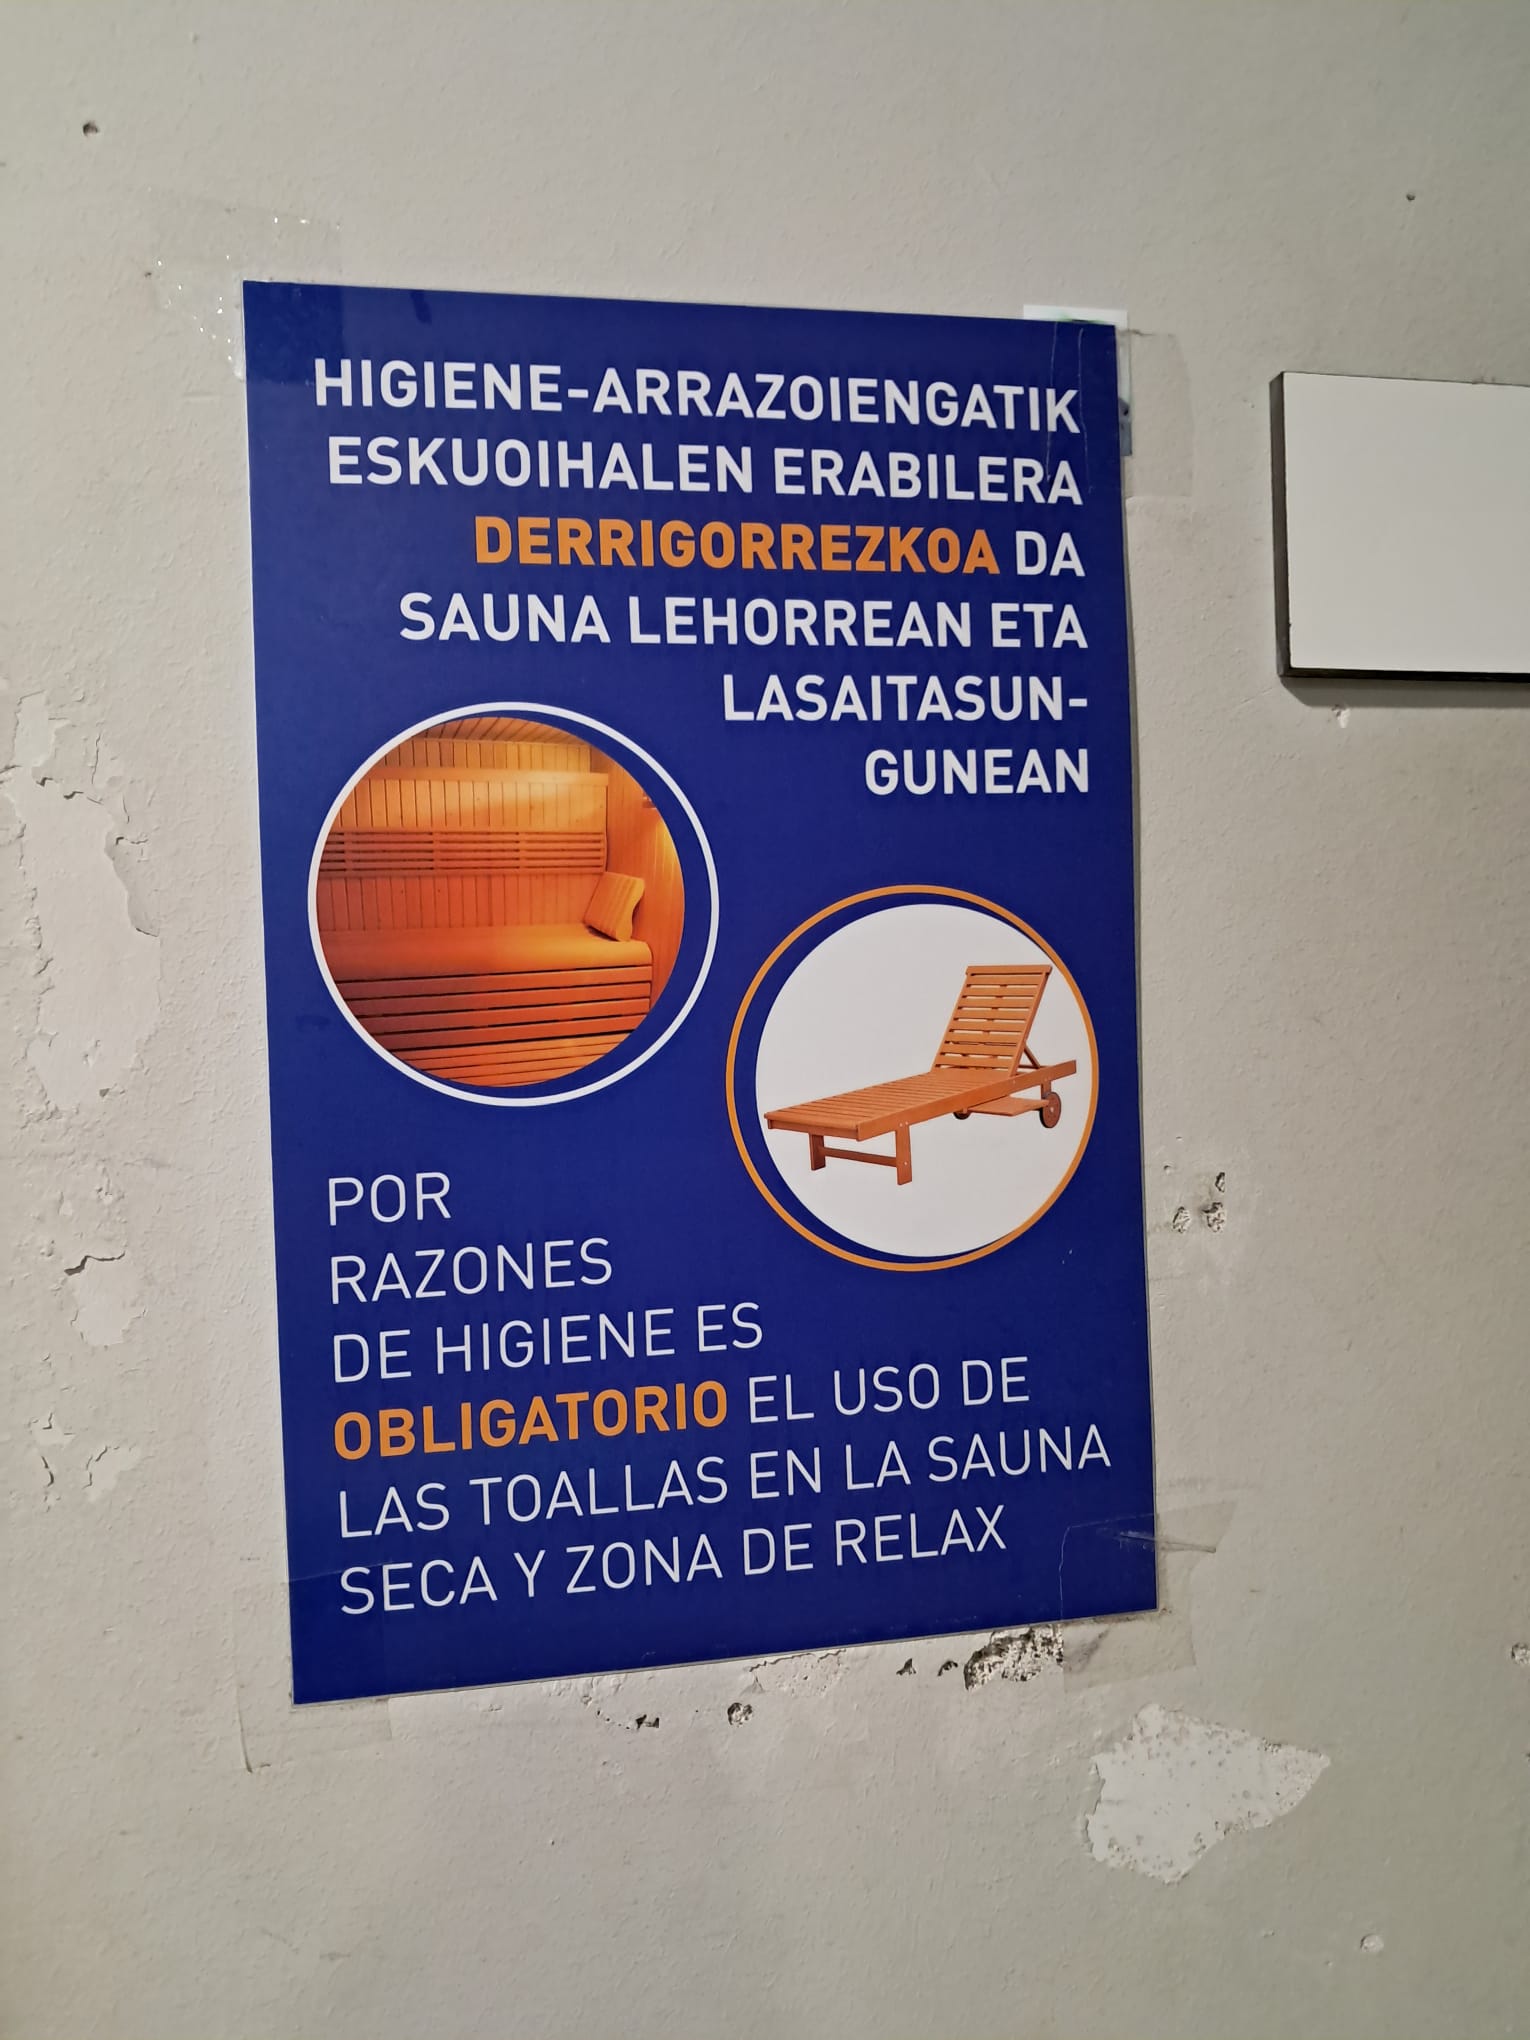 HIGIENE-ARRAZOIENGATIK
ESKUOIHALEN ERABILERA
DERRIGORREZKOA DA
SAUNA LEHORREAN ETA
LASAITASUN-
GUNEAN
POR
RAZONES
DE HIGIENE ES
OBLIGATORIO EL USO DE
LAS TOALLAS EN LA SAUNA
SECA Y ZONA DE RELAX